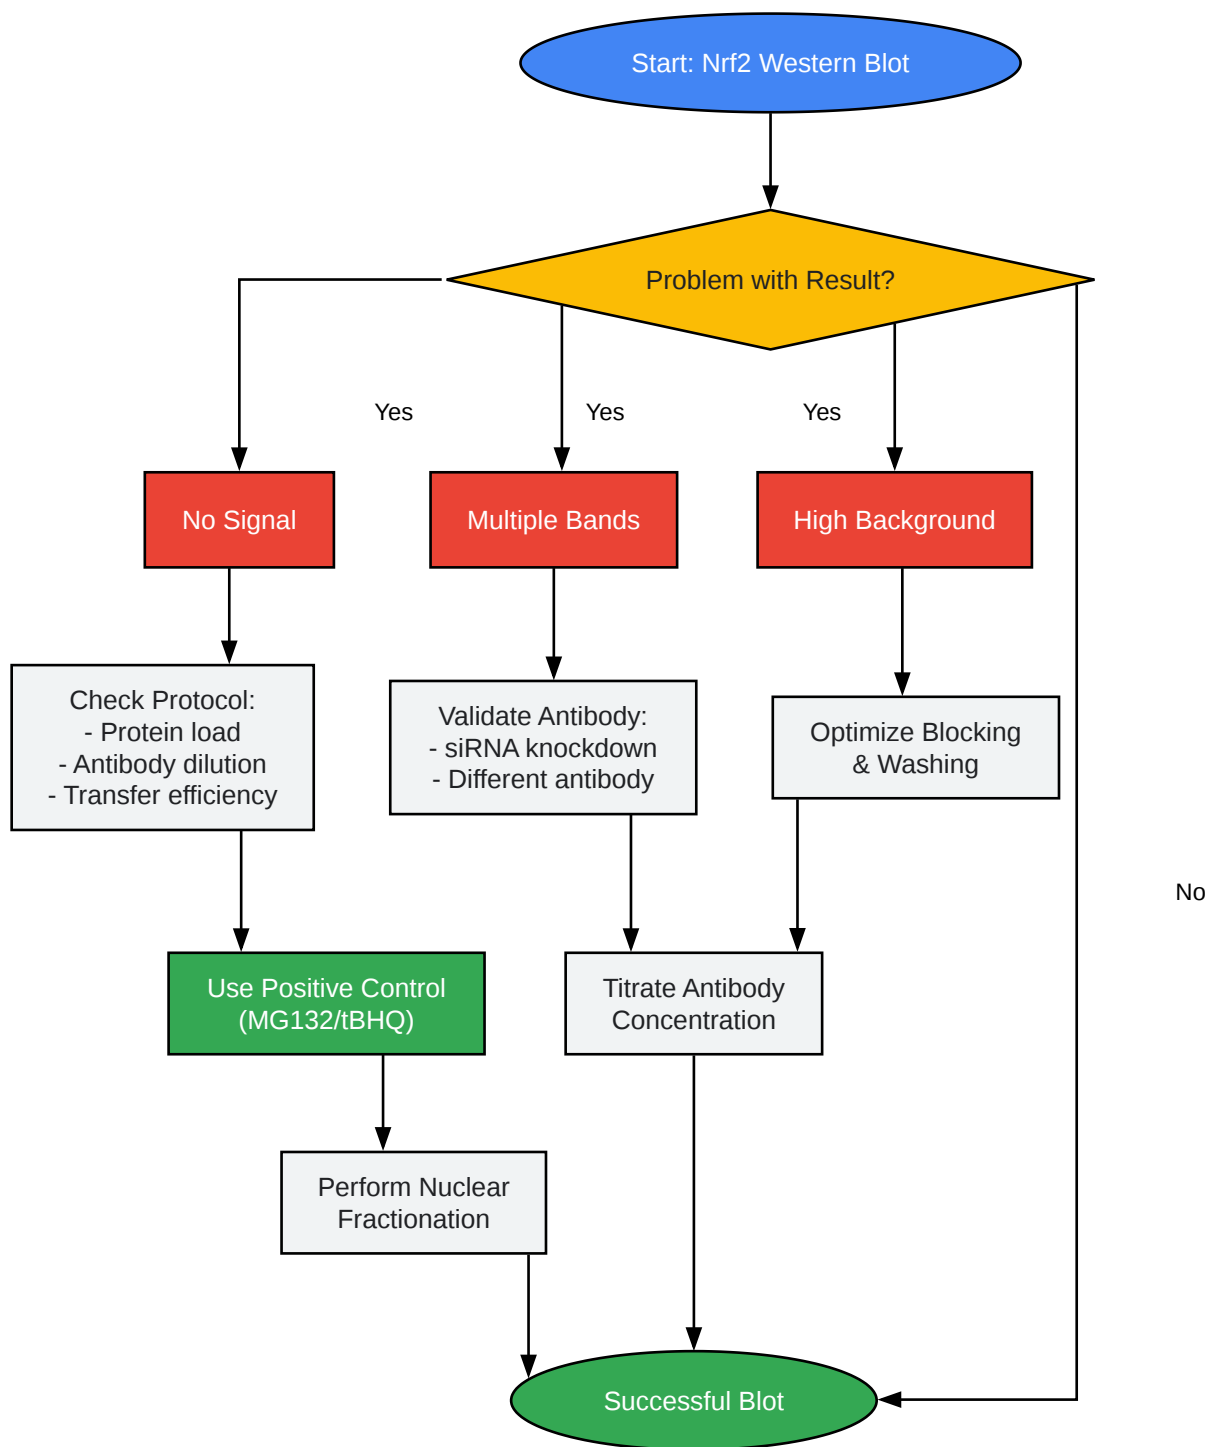 Start: Nrf2 Western Blot
Problem with Result?
Yes
Yes
Yes
No Signal
Multiple Bands
High Background
Check Protocol:
- Protein load
- Antibody dilution
- Transfer efficiency
Validate Antibody:
- siRNA knockdown
- Different antibody
Optimize Blocking
& Washing
No
Use Positive Control
(MG132/tBHQ)
Titrate Antibody
Concentration
Perform Nuclear
Fractionation
Successful Blot